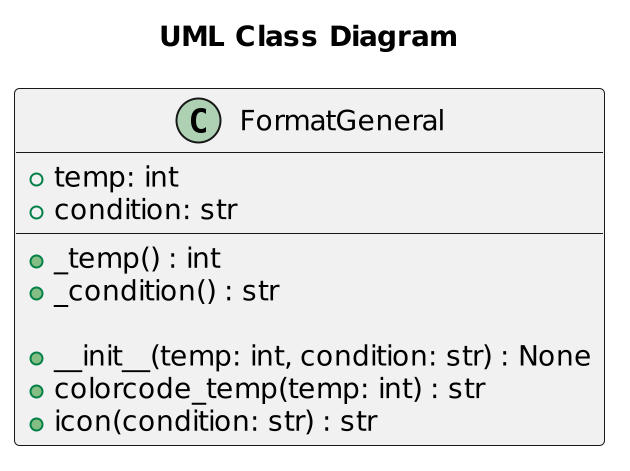 UML Class Diagram
C FormatGeneral
temp: int
condition: str
_temp() : int
_condition() : str
__init__(temp: int, condition: str) : None
colorcode_temp(temp: int) : str
icon(condition: str) : str